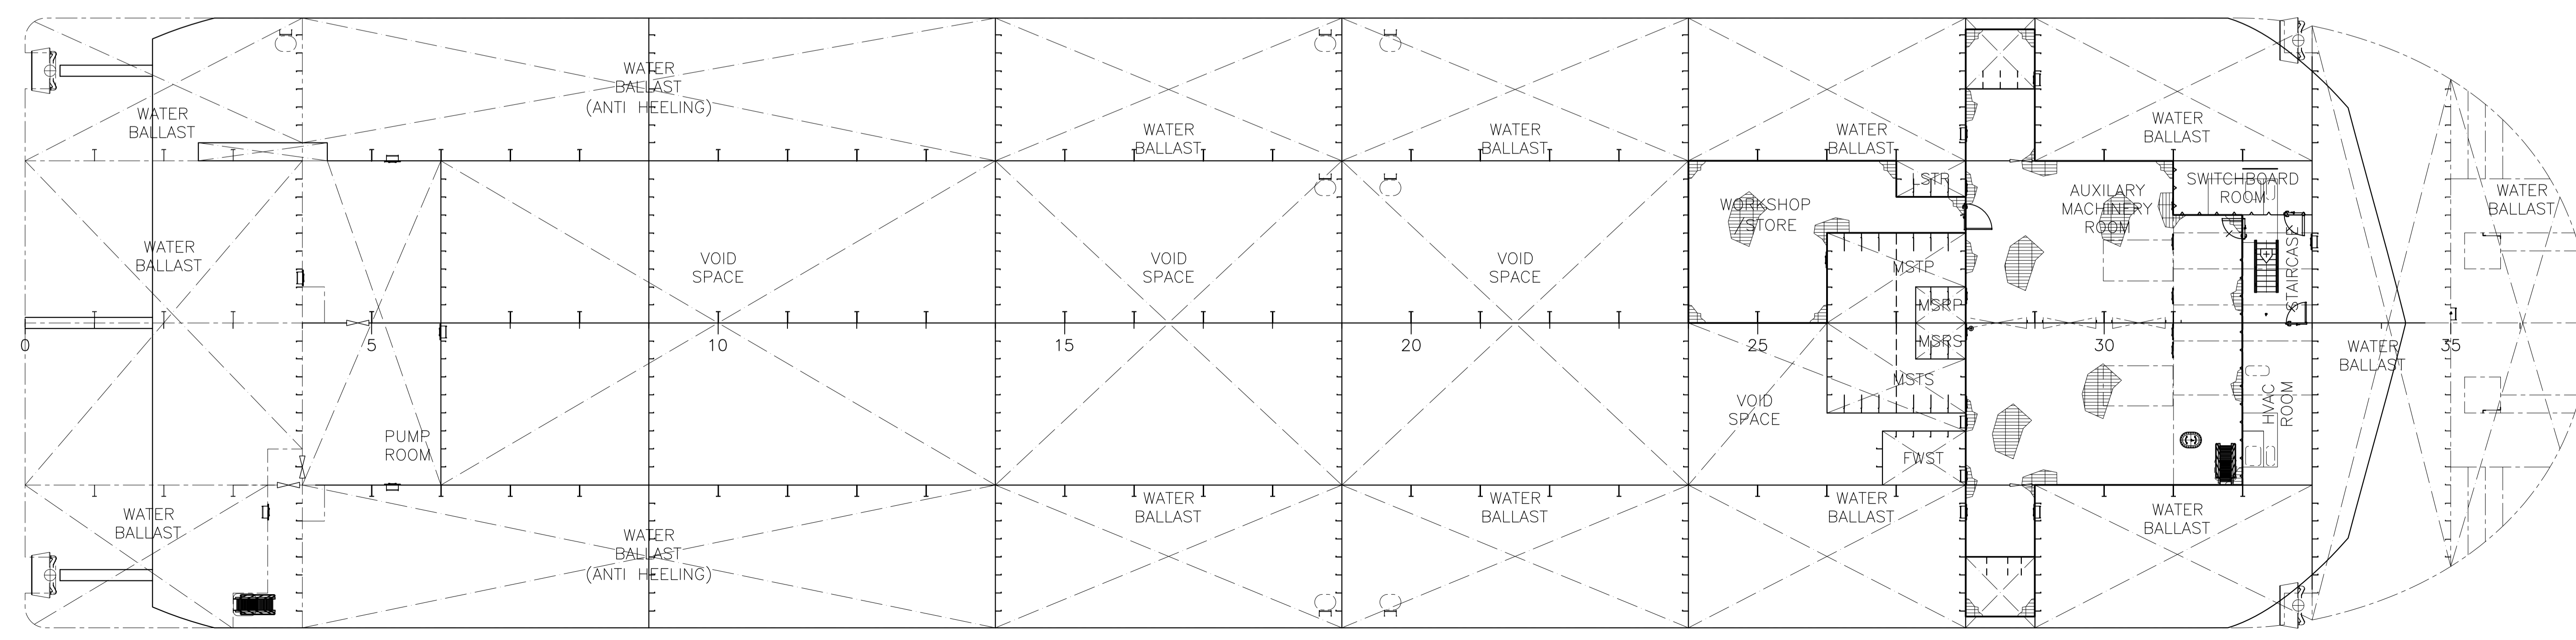 WATER
BALLAST
WATER
BALLAST
(ANTI HEELING)
WATER
BALLAST
WATER
BALLAST
WATER
BALLAST
WATER
BALLAST
WATER
BALLAST
VOID
SPACE
VOID
SPACE
VOID
SPACE
WORKSHOP
/STORE
LSTR
MSTP
MSRP
AUXILARY
MACHINERY
ROOM
SWITCHBOARD
ROOM
STAIRCASE
WATER
BALLAST
0
5
10
15
20
25
30
35
MSRS
MSTS
VOID
SPACE
FWST
PUMP
ROOM
HVAC
ROOM
WATER
BALLAST
WATER
BALLAST
WATER
BALLAST
(ANTI HEELING)
WATER
BALLAST
WATER
BALLAST
WATER
BALLAST
WATER
BALLAST